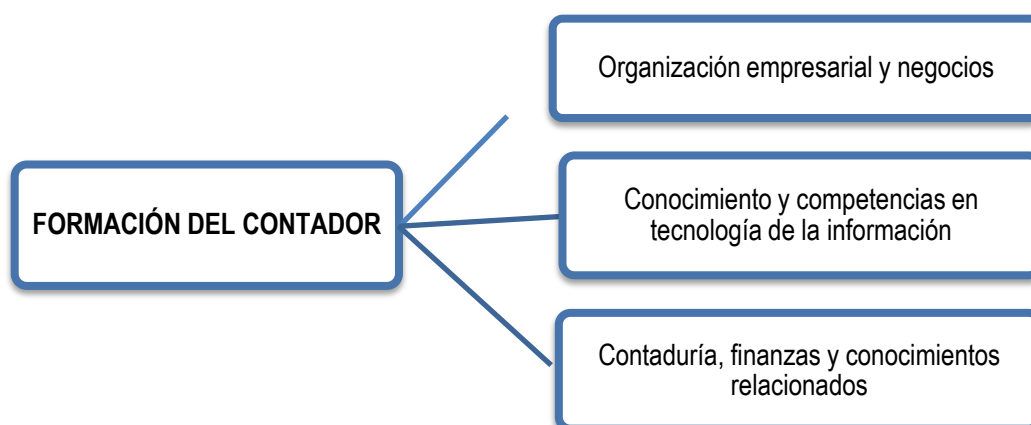 Organización empresarial y negocios
FORMACIÓN DEL CONTADOR
Conocimiento y competencias en
tecnología de la información
Contaduría, finanzas y conocimientos
relacionados